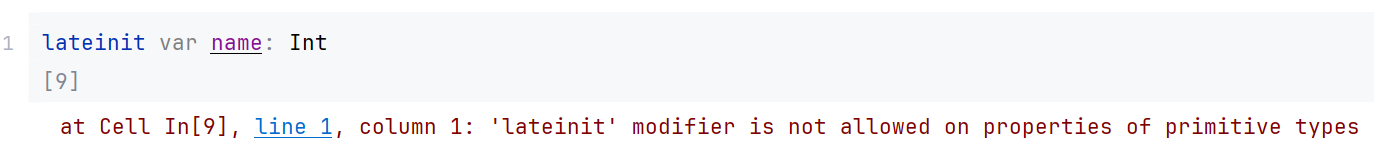 1 lateinit var name: Int
[9]
at Cell In[9], line 1, column 1: 'lateinit' modifier is not allowed on properties of primitive types